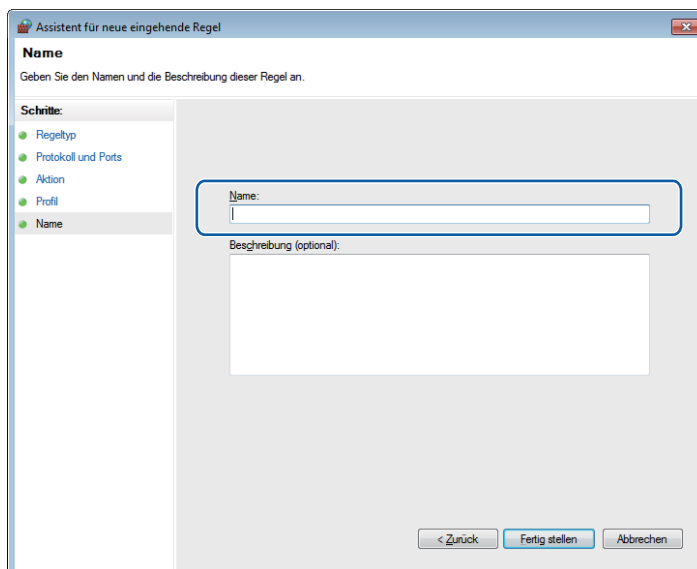 Assistent für neue eingehende Regel
Name
Geben Sie den Namen und die Beschreibung dieser Regel an.
Schritte:
Regeltyp
Protokoll und Ports
Aktion
Profil
Name
Name:
Beschreibung (optional):
< Zurück
Fertig stellen
Abbrechen